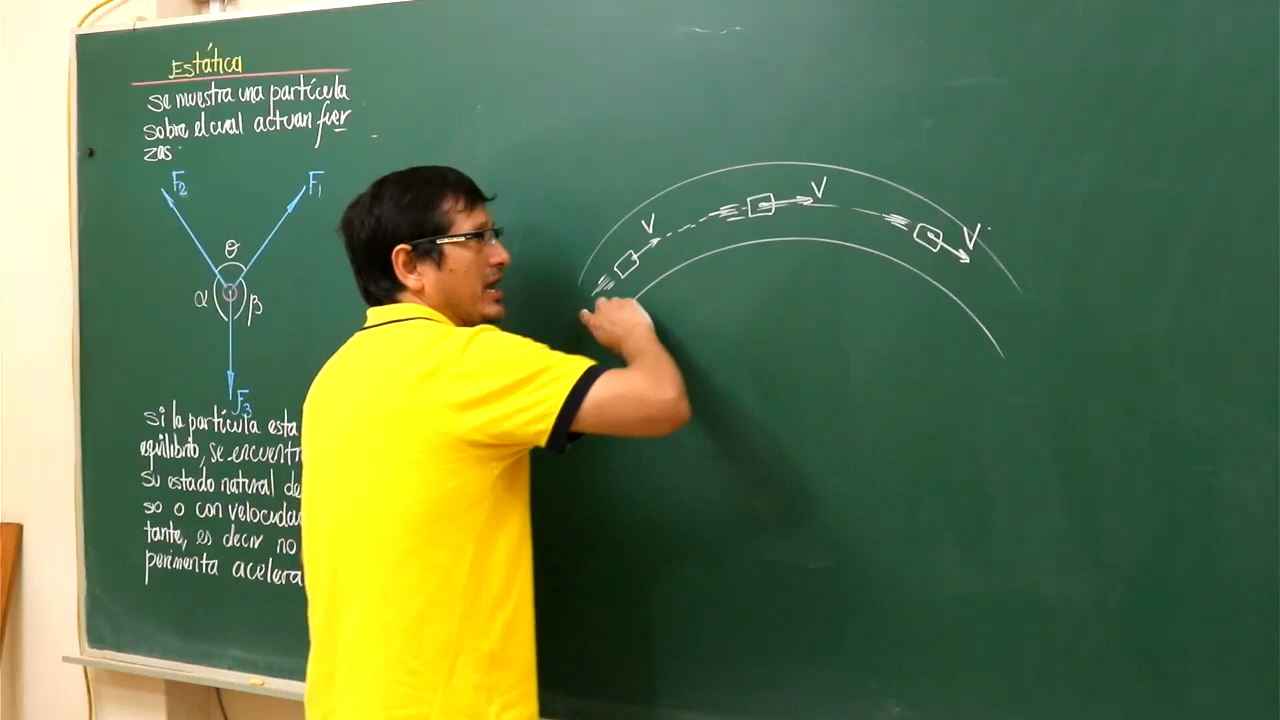 Estática
se muestra una partícula
sobre el cual actuan fuer
zas
F2
F1
θ
α
β
F3
si la partícula esta
equilibrio, se encuentr
su estado natural de
so o con velocidad
tante, es decir no
perimenta acelera
V
V
V